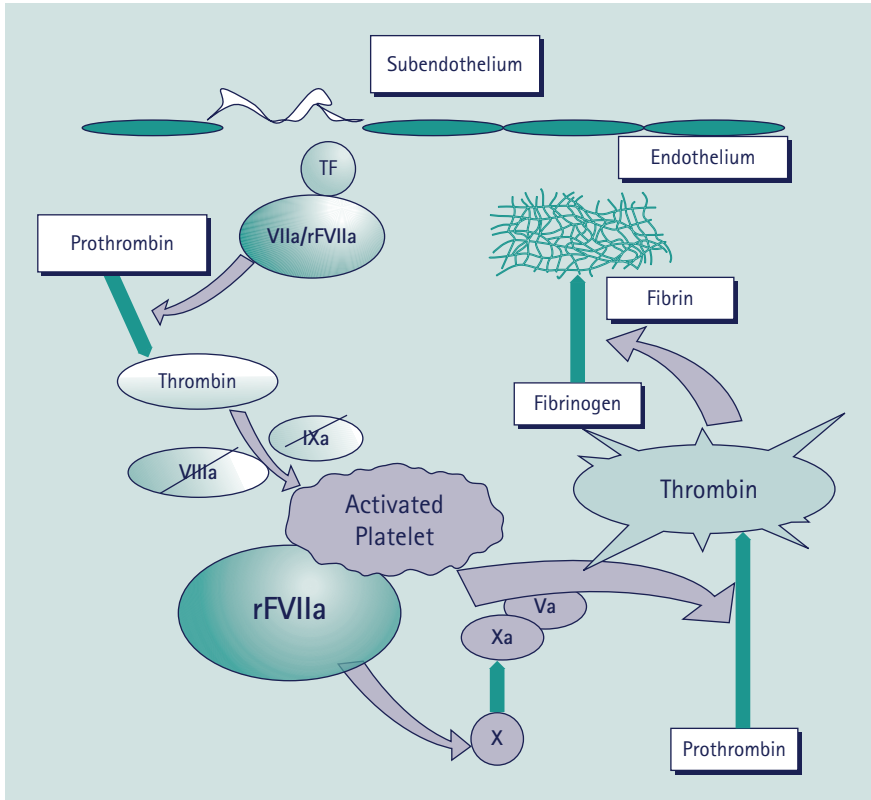 Subendothelium
Endothelium
TF
VIIa/rFVIIa
Prothrombin
Fibrin
Thrombin
Fibrinogen
IXa
VIIIa
Activated
Platelet
Thrombin
rFVIIa
Va
Xa
X
Prothrombin